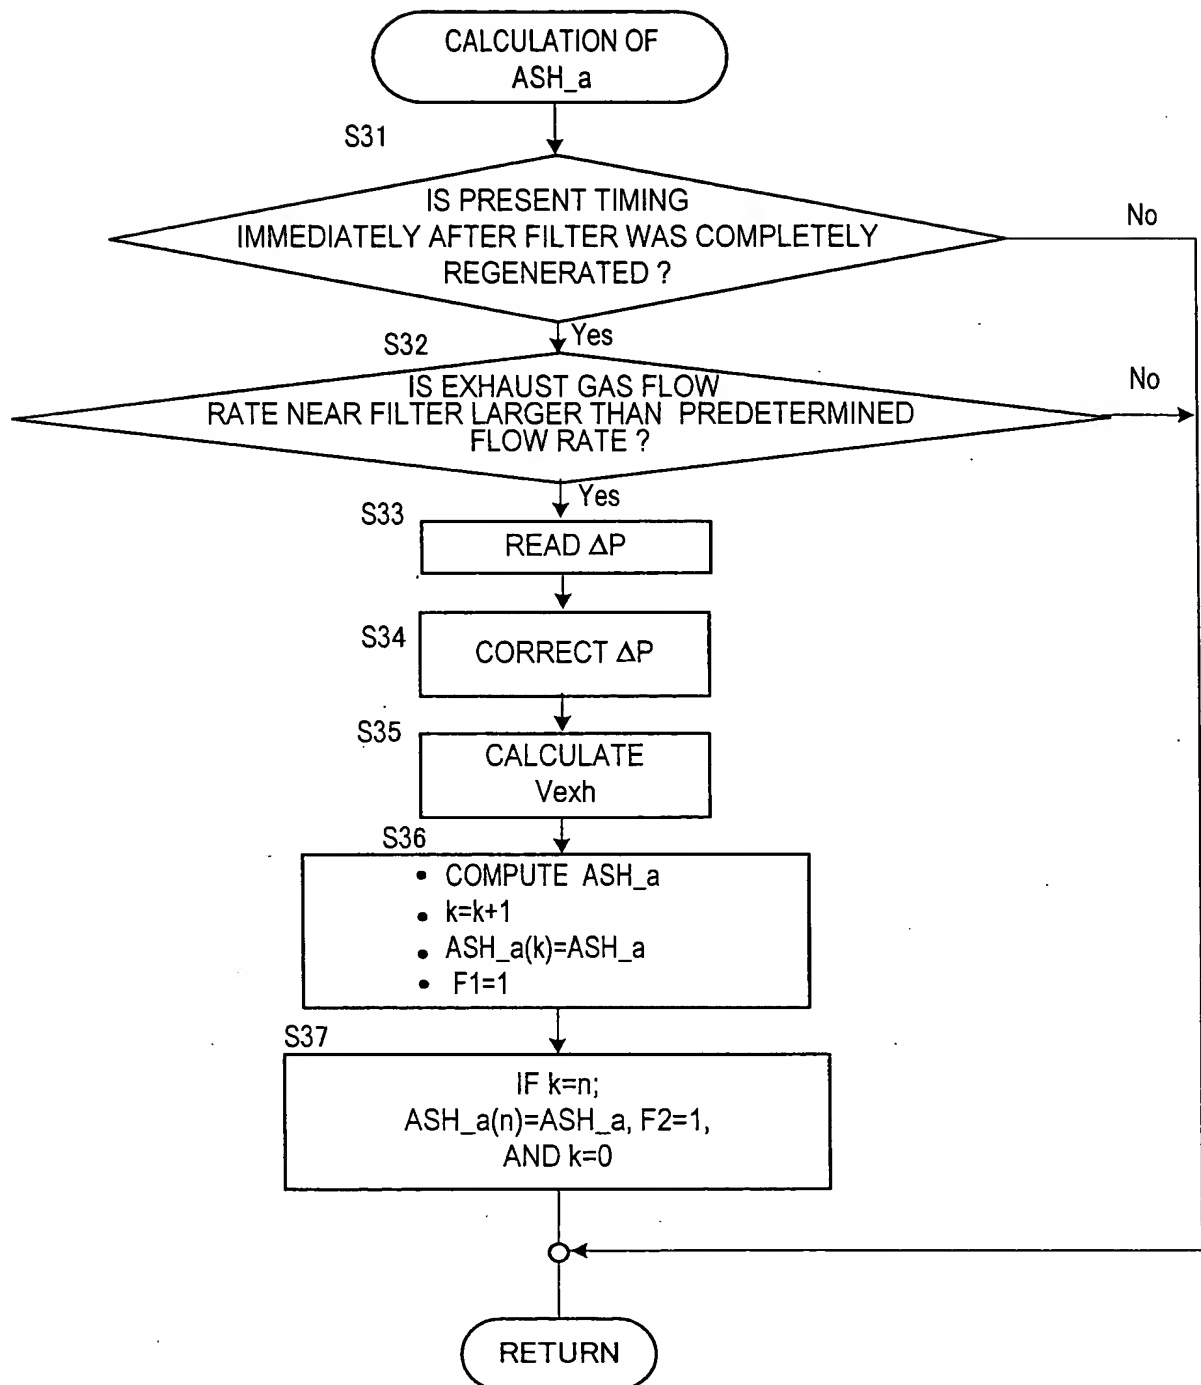 CALCULATION OF
ASH_a
S31
IS PRESENT TIMING
IMMEDIATELY AFTER FILTER WAS COMPLETELY
REGENERATED ?
No
Yes
S32
IS EXHAUST GAS FLOW
RATE NEAR FILTER LARGER THAN PREDETERMINED
FLOW RATE ?
No
Yes
S33
READ ΔP
S34
CORRECT ΔP
S35
CALCULATE
Vexh
S36
• COMPUTE ASH_a
• k=k+1
• ASH_a(k)=ASH_a
• F1=1
S37
IF k=n;
ASH_a(n)=ASH_a, F2=1,
AND k=0
RETURN